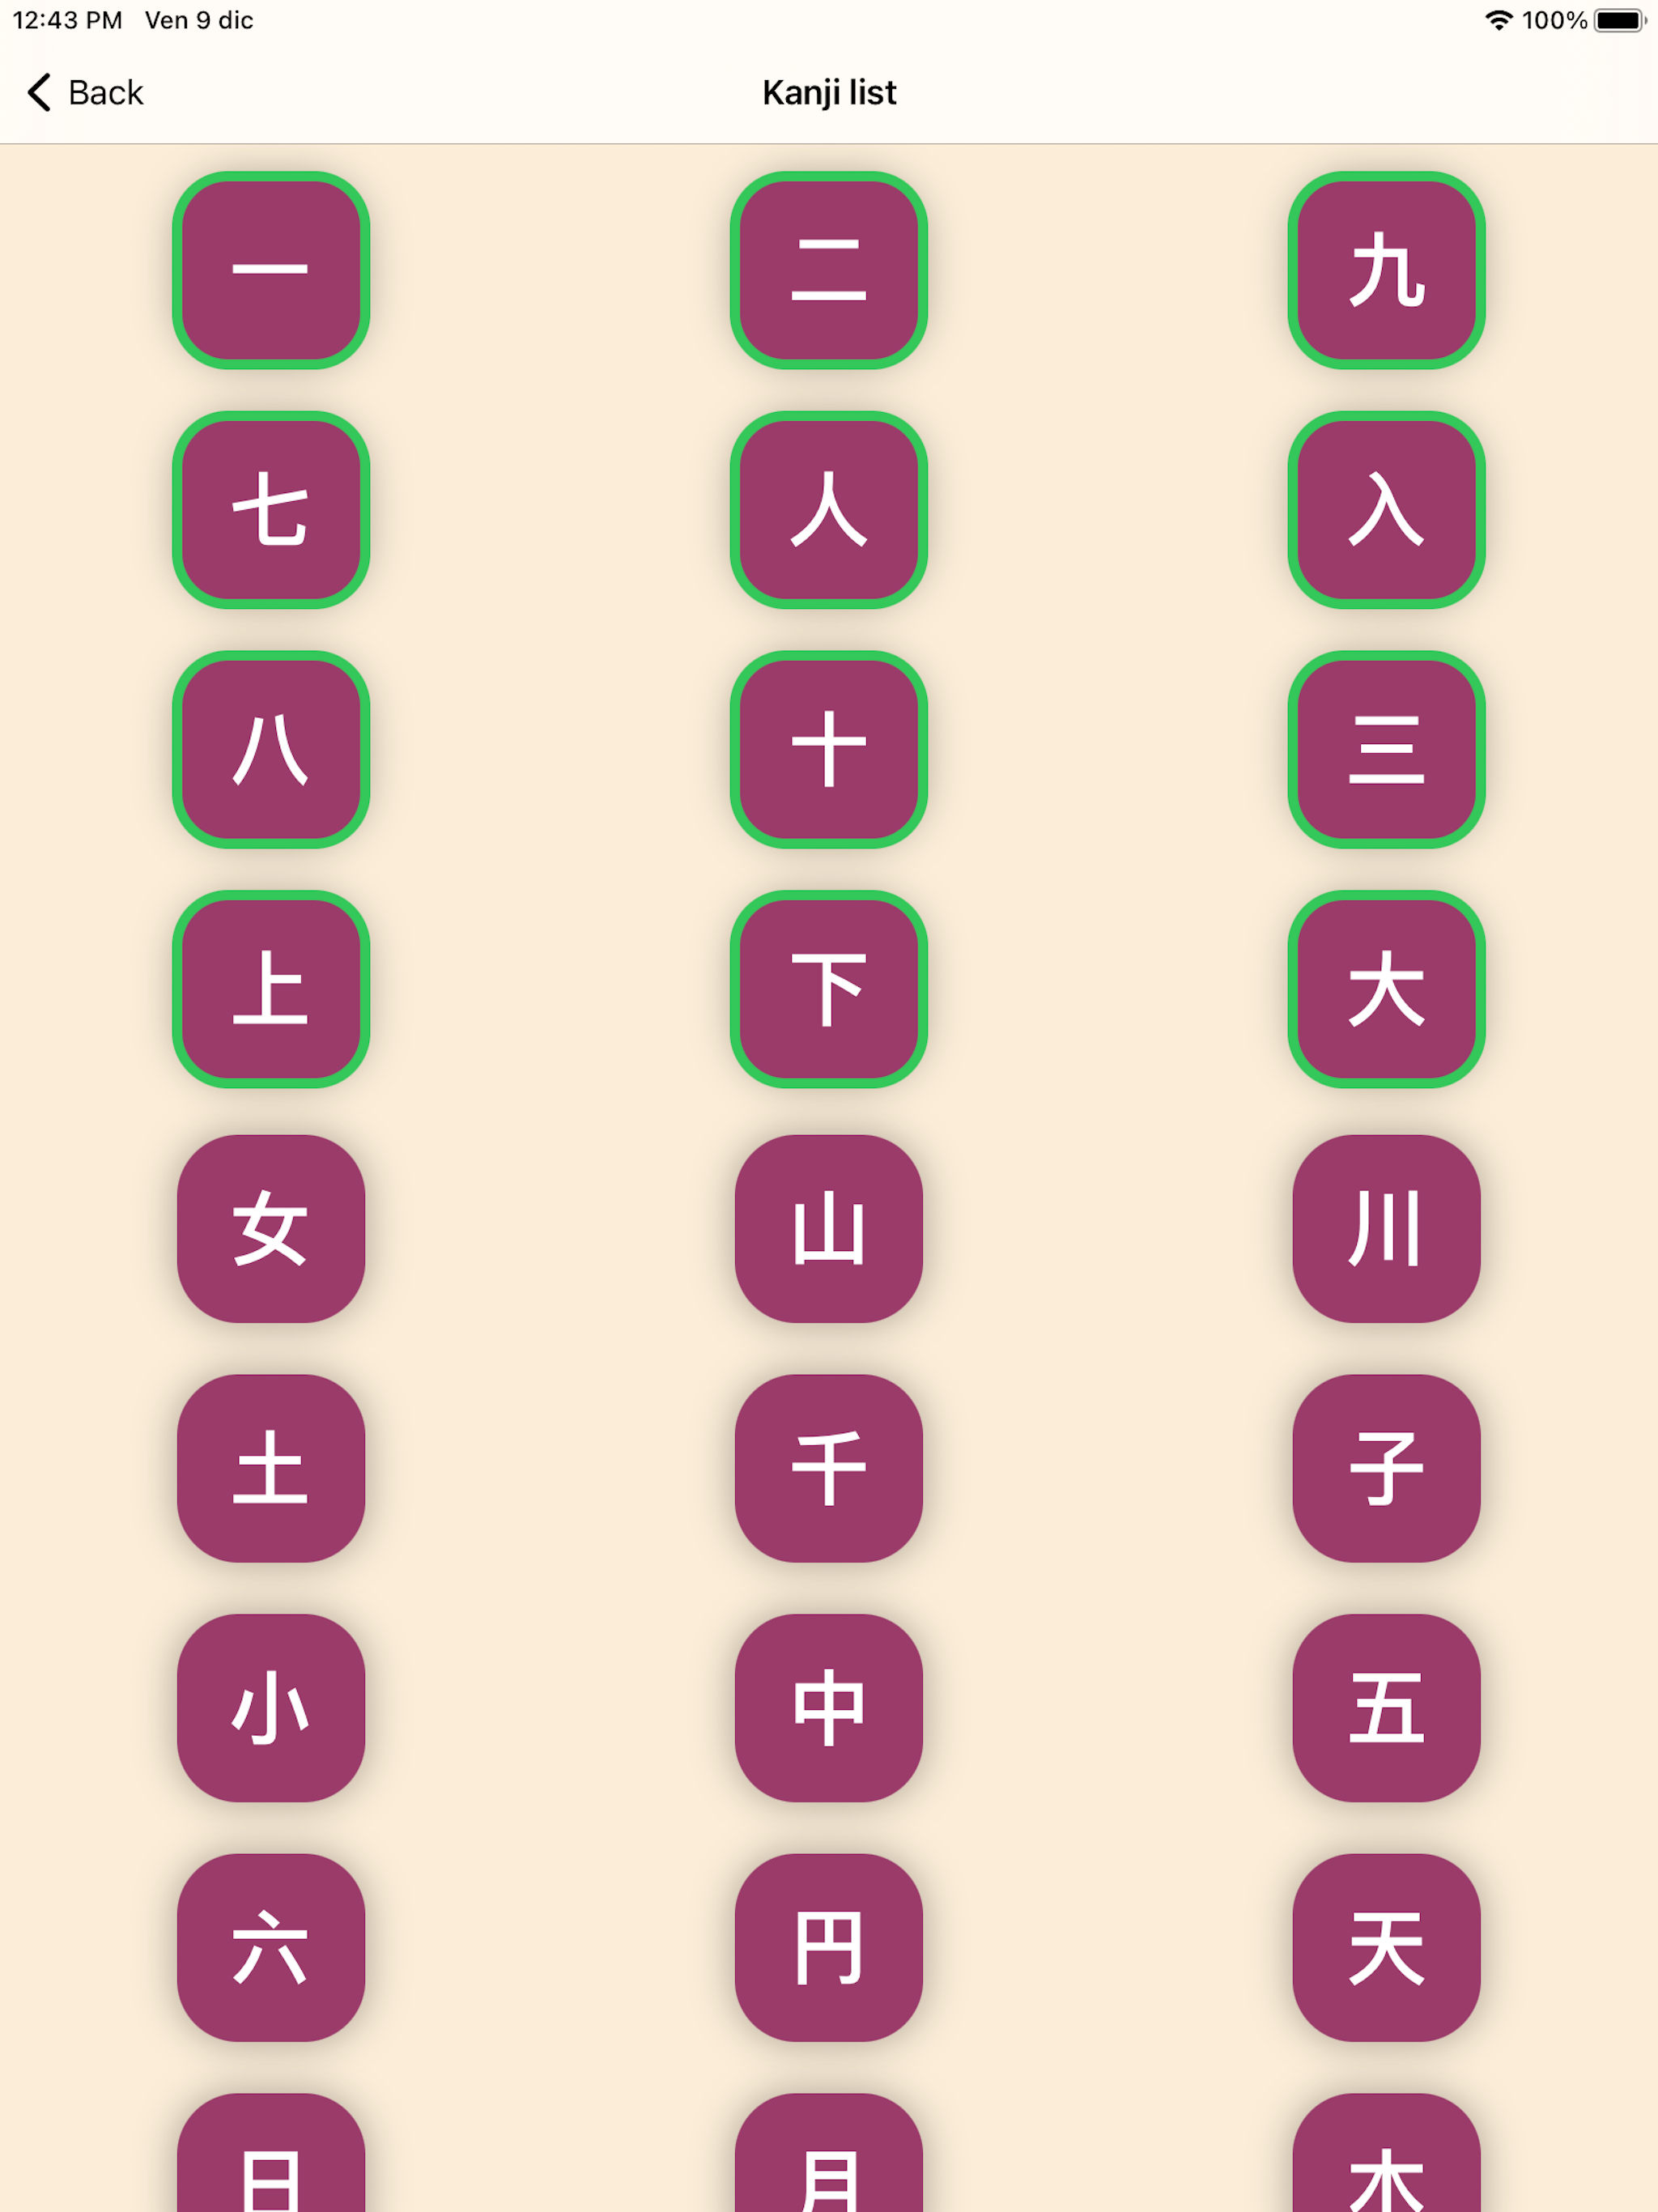 12:43 PM Ven 9 dic 100%
Back Kanji list
一 二 九
七 人 入
八 十 三
上 下 大
女 山 川
土 千 子
小 中 五
六 円 天
日 月 木